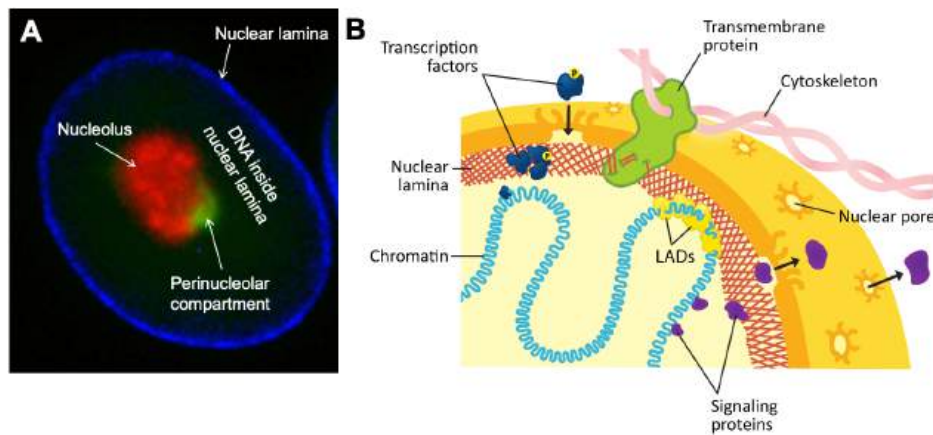 A
Nuclear lamina
Nucleolus
DNA inside
nuclear lamina
Perinucleolar
compartment
B
Transcription
factors
P
Transmembrane
protein
Cytoskeleton
Nuclear
lamina
P
Nuclear pore
Chromatin
LADs
Signaling
proteins